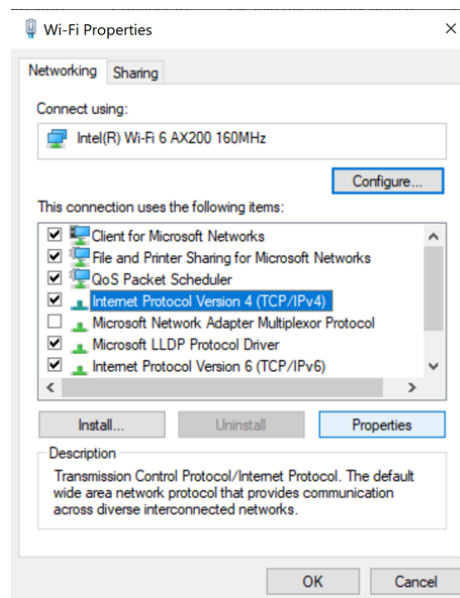 Wi-Fi Properties
Networking
Sharing
Connect using:
Intel(R) Wi-Fi 6 AX200 160MHz
Configure...
This connection uses the following items:
Client for Microsoft Networks
File and Printer Sharing for Microsoft Networks
QoS Packet Scheduler
Internet Protocol Version 4 (TCP/IPv4)
Microsoft Network Adapter Multiplexor Protocol
Microsoft LLDP Protocol Driver
Internet Protocol Version 6 (TCP/IPv6)
Install...
Uninstall
Properties
Description
Transmission Control Protocol/Internet Protocol. The default
wide area network protocol that provides communication
across diverse interconnected networks.
OK
Cancel